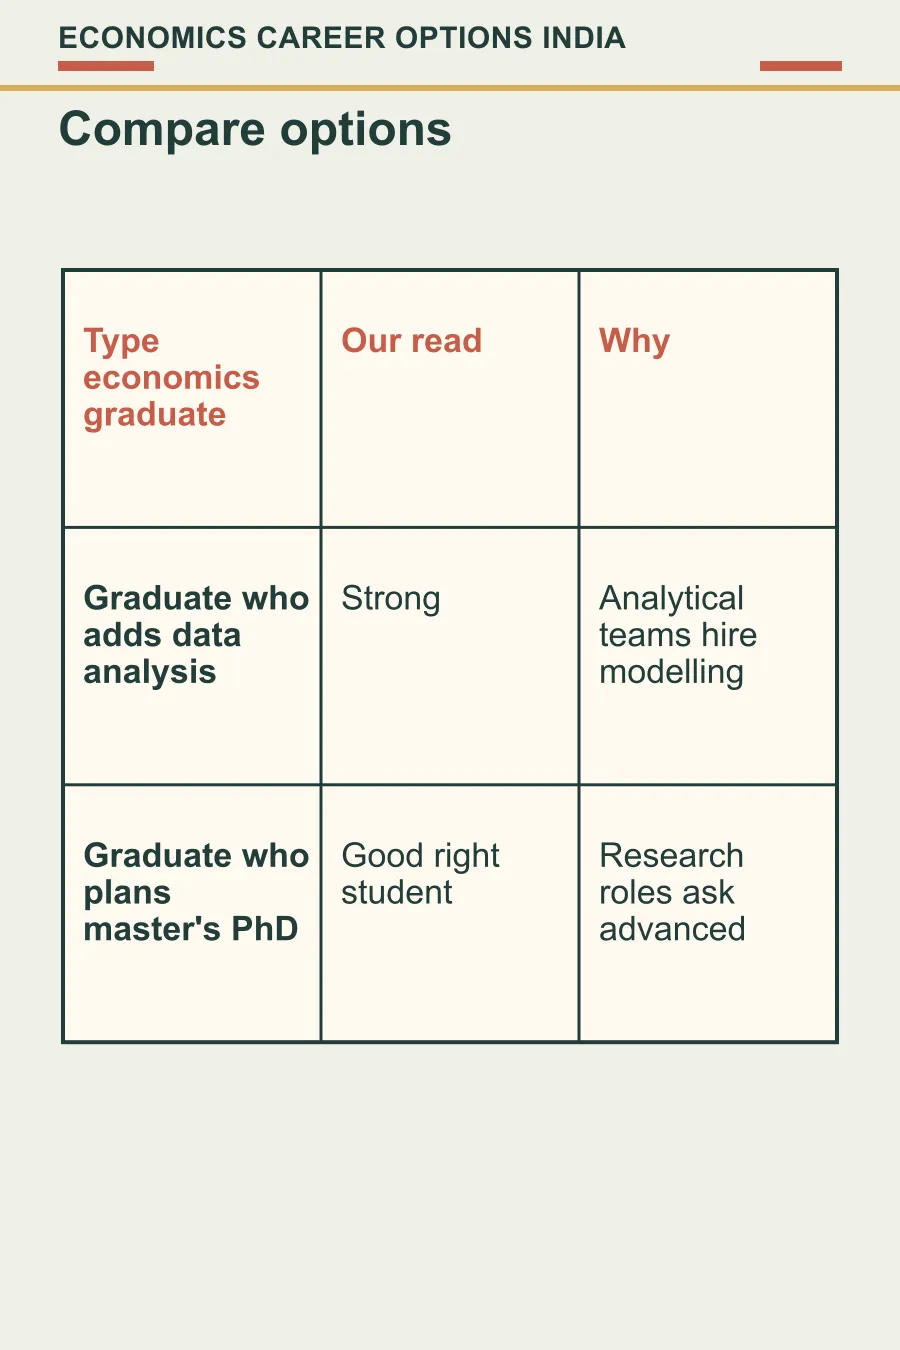 ECONOMICS CAREER OPTIONS INDIA
Compare options
Type
economics
graduate
Our read
Why
Graduate who
adds data
analysis
Strong
Analytical
teams hire
modelling
Graduate who
plans
master's PhD
Good right
student
Research
roles ask
advanced